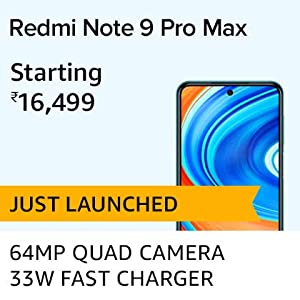 Redmi Note 9 Pro Max
Starting
₹16,499
JUST LAUNCHED
64MP QUAD CAMERA
33W FAST CHARGER